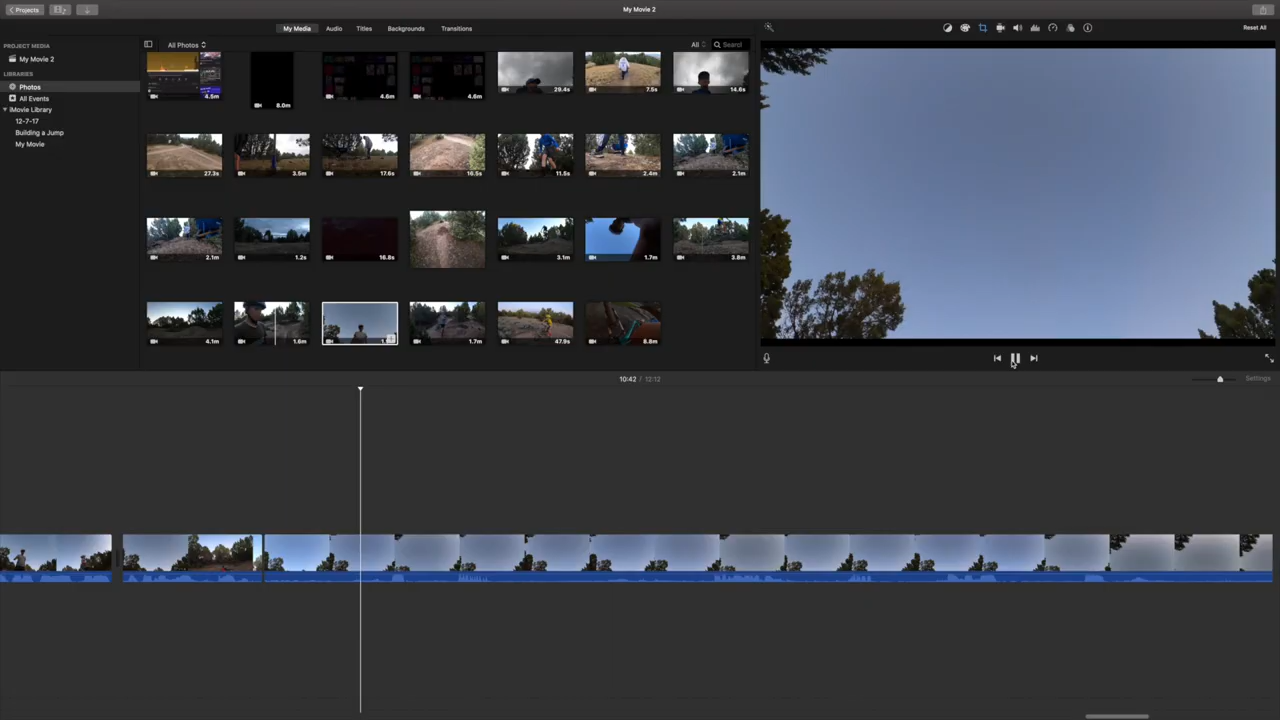 Projects
My Movie 2
My Media
Audio
Titles
Backgrounds
Transitions
Reset All
PROJECT MEDIA
My Movie 2
LIBRARIES
Photos
All Events
iMovie Library
12-7-17
Building a Jump
My Movie
All Photos
All
Search
4.5m
8.0m
4.6m
4.6m
29.4s
7.5s
14.6s
27.3s
3.5m
17.6s
16.5s
11.5s
2.4m
2.1m
2.1m
1.2s
16.8s
3.1m
1.7m
3.8m
4.1m
1.6m
1.7m
47.9s
8.8m
10:42 / 12:12
Settings